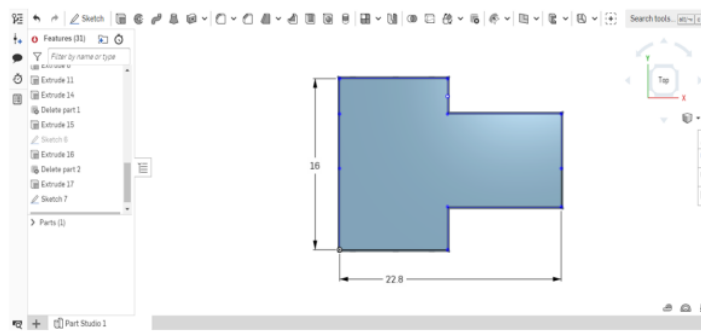 Sketch
Search tools...
Features (31)
Filter by name or type
Extrude 11
Extrude 14
Delete part 1
Extrude 15
Sketch 6
Extrude 16
Delete part 2
Extrude 17
Sketch 7
Parts (1)
16
22.8
Y
Top
X
Part Studio 1